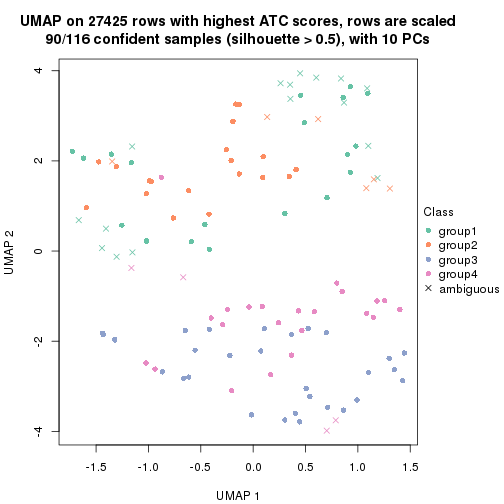 UMAP on 27425 rows with highest ATC scores, rows are scaled
90/116 confident samples (silhouette > 0.5), with 10 PCs
4
2
0
-2
-4
UMAP 2
-1.5
-1.0
-0.5
0.0
0.5
1.0
1.5
UMAP 1
Class
group1
group2
group3
group4
ambiguous